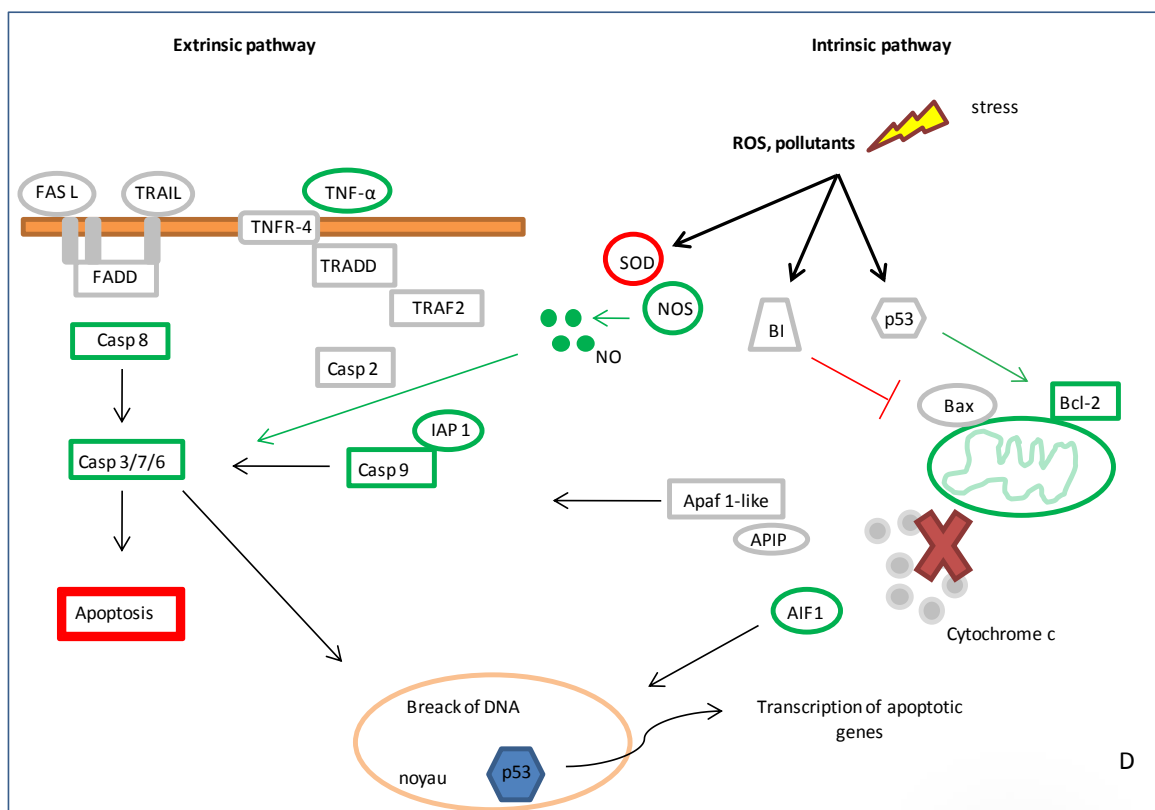 Extrinsic pathway
Intrinsic pathway
stress
ROS, pollutants
FAS L
TRAIL
TNF-α
TNFR-4
FADD
TRADD
TRAF2
SOD
NOS
NO
BI
p53
Casp 8
Casp 2
Bax
Bcl-2
IAP 1
Casp 3/7/6
Casp 9
Apaf 1-like
APIP
Apoptosis
AIF1
Cytochrome c
Breack of DNA
Transcription of apoptotic
genes
noyau
p53
D